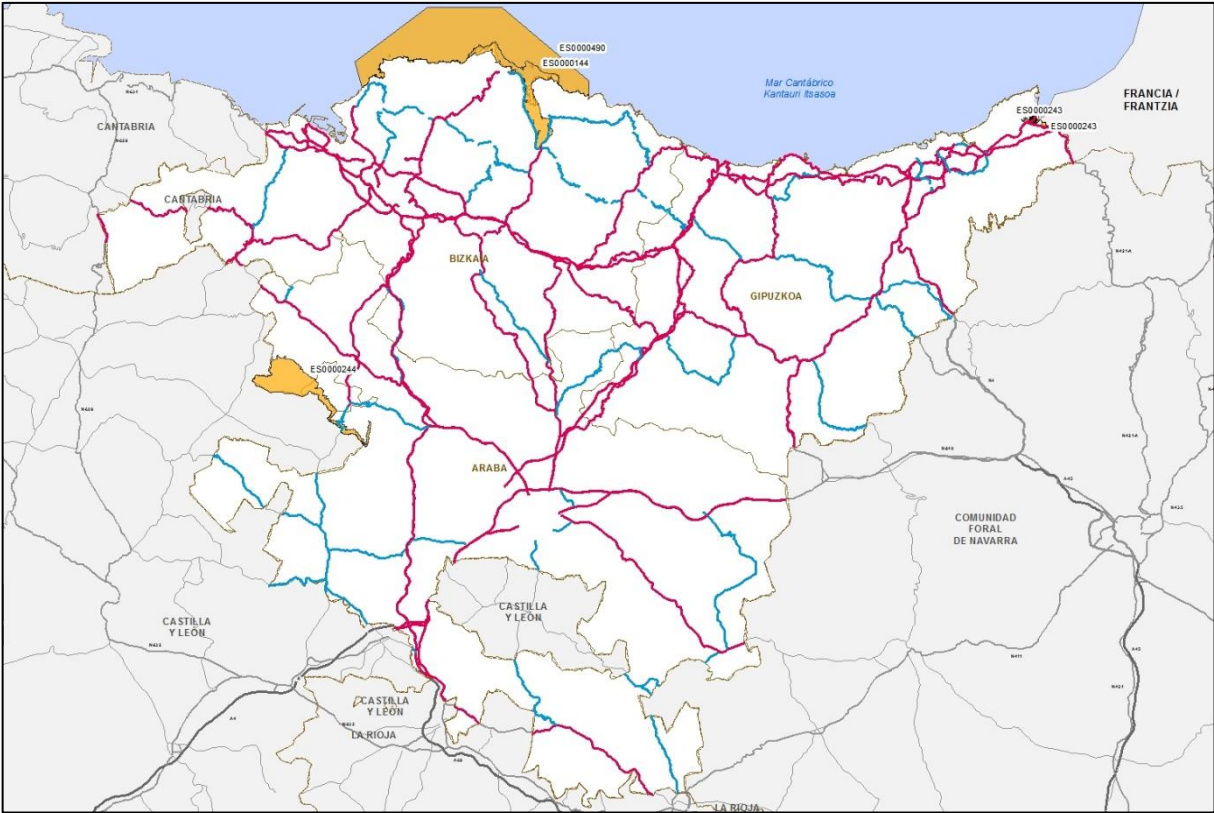 ES0000490
ES0000144
Mar Cantábrico
Kantauri Itsasoa
FRANCIA /
FRANTZIA
ES0000243
ES0000243
CANTABRIA
CANTABRIA
BIZKAIA
GIPUZKOA
ES0000244
ARABA
COMUNIDAD
FORAL
DE NAVARRA
CASTILLA
Y LEÓN
CASTILLA
Y LEÓN
CASTILLA
Y LEÓN
LA RIOJA
LA RIOJA